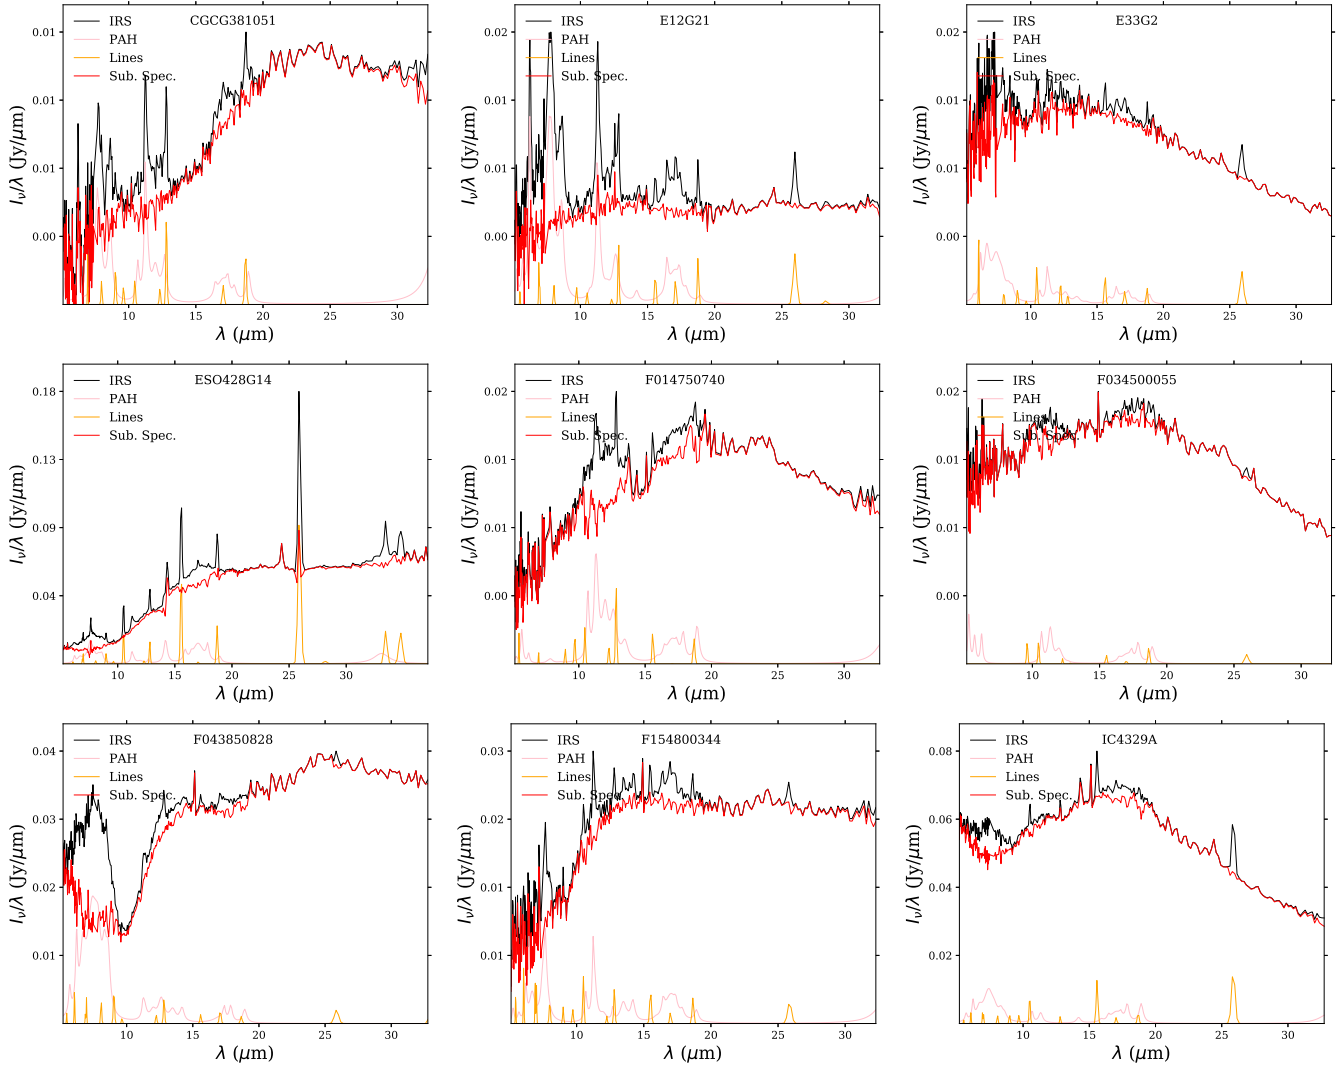 CGCG381051
IRS
PAH
Lines
Sub. Spec.
0.01
0.01
0.01
0.00
Iν/λ (Jy/μm)
10 15 20 25 30
λ (μm)
E12G21
IRS
PAH
Lines
Sub. Spec.
0.02
0.01
0.01
0.00
Iν/λ (Jy/μm)
10 15 20 25 30
λ (μm)
E33G2
IRS
PAH
Lines
Sub. Spec.
0.02
0.01
0.01
0.00
Iν/λ (Jy/μm)
10 15 20 25 30
λ (μm)
ESO428G14
IRS
PAH
Lines
Sub. Spec.
0.18
0.13
0.09
0.04
Iν/λ (Jy/μm)
10 15 20 25 30
λ (μm)
F014750740
IRS
PAH
Lines
Sub. Spec.
0.02
0.01
0.01
0.00
Iν/λ (Jy/μm)
10 15 20 25 30
λ (μm)
F034500055
IRS
PAH
Lines
Sub. Spec.
0.02
0.01
0.01
0.00
Iν/λ (Jy/μm)
10 15 20 25 30
λ (μm)
F043850828
IRS
PAH
Lines
Sub. Spec.
0.04
0.03
0.02
0.01
Iν/λ (Jy/μm)
10 15 20 25 30
λ (μm)
F154800344
IRS
PAH
Lines
Sub. Spec.
0.03
0.02
0.01
0.01
Iν/λ (Jy/μm)
10 15 20 25 30
λ (μm)
IC4329A
IRS
PAH
Lines
Sub. Spec.
0.08
0.06
0.04
0.02
Iν/λ (Jy/μm)
10 15 20 25 30
λ (μm)